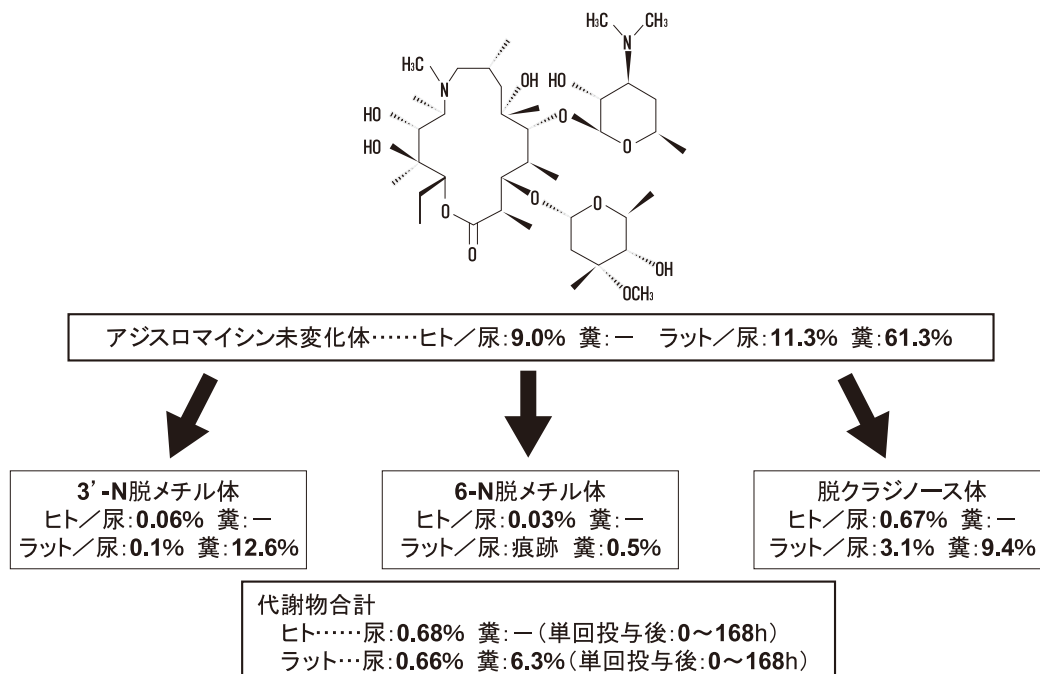 H₃C
CH₃
N
H₃C
N
OH
HO
HO
O
O
HO
O
O
O
O
OH
O
OCH₃
アジスロマイシン未変化体……ヒト／尿：9.0% 糞：－ ラット／尿：11.3% 糞：61.3%
3'-N脱メチル体
ヒト／尿：0.06% 糞：－
ラット／尿：0.1% 糞：12.6%
6-N脱メチル体
ヒト／尿：0.03% 糞：－
ラット／尿：痕跡 糞：0.5%
脱クラジノース体
ヒト／尿：0.67% 糞：－
ラット／尿：3.1% 糞：9.4%
代謝物合計
ヒト……尿：0.68% 糞：－（単回投与後：0～168h）
ラット…尿：0.66% 糞：6.3%（単回投与後：0～168h）